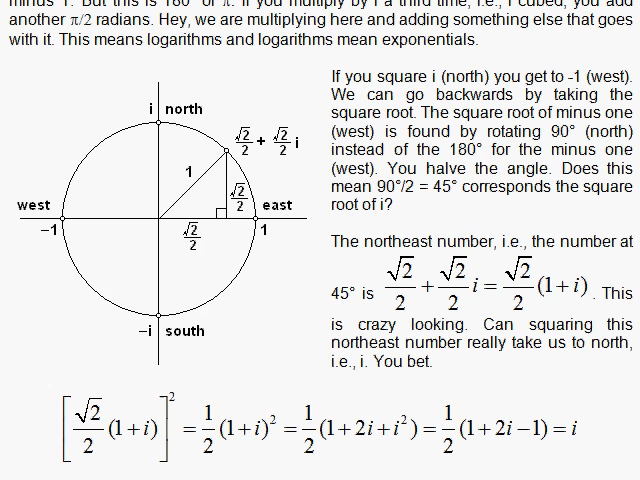 minus 1. But this is 180° or π. If you multiply by i a third time, i.e., i cubed, you add
another π/2 radians. Hey, we are multiplying here and adding something else that goes
with it. This means logarithms and logarithms mean exponentials.
i north
√2/2 + √2/2 i
1
√2/2
west
east
−1
1
√2/2
−i south
If you square i (north) you get to -1 (west).
We can go backwards by taking the
square root. The square root of minus one
(west) is found by rotating 90° (north)
instead of the 180° for the minus one
(west). You halve the angle. Does this
mean 90°/2 = 45° corresponds the square
root of i?
The northeast number, i.e., the number at
45° is √2/2 + √2/2 i = √2/2 (1+i). This
is crazy looking. Can squaring this
northeast number really take us to north,
i.e., i. You bet.
[√2/2 (1+i)]² = 1/2 (1+i)² = 1/2 (1+2i+i²) = 1/2 (1+2i−1) = i